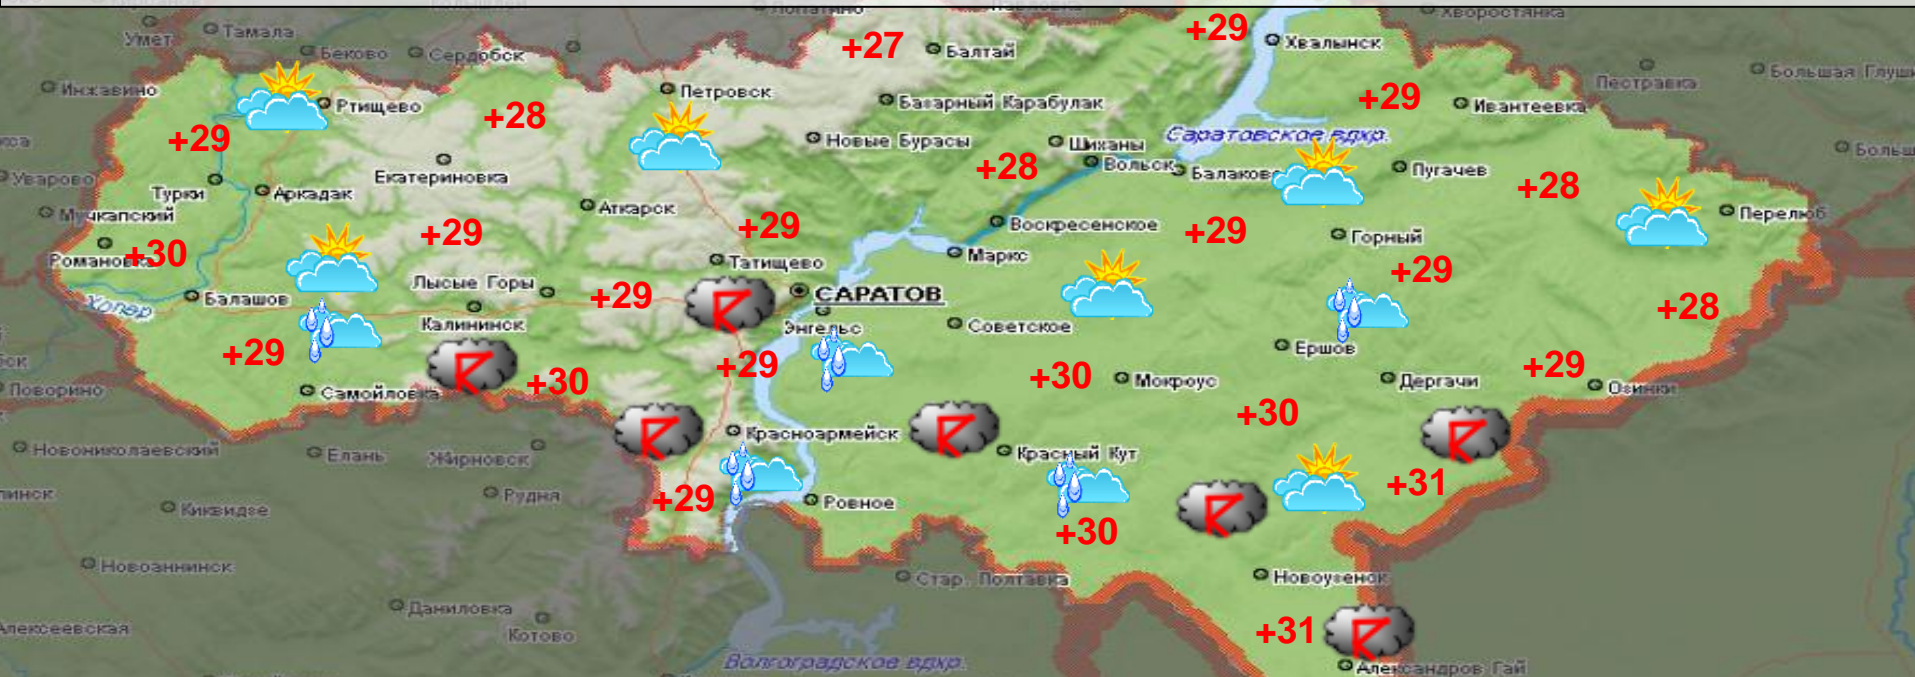 Хворостянка
+27
+29
Умет
Тамала
Беково
Сердобск
Балтай
Хвалынск
Пестравка
Большая Глуши
Инжавино
Ртищево
+28
Петровск
Базарный Карабулак
+29
Ивантеевка
+29
Новые Бурасы
Шиханы
Саратовское вдхр.
Больш
Уварово
Екатериновка
+28
Вольск
Балаково
Пугачев
+28
Турки
Аркадак
Аткарск
Мучкапский
Воскресенское
Перелюб
+29
+29
+29
Горный
Романовка
+30
Татищево
Маркс
+29
Лысые Горы
+29
САРАТОВ
Балашов
Хопер
Калининск
Энгельс
Советское
+28
Ершов
+29
+29
+30
+29
Поворино
Самойловка
+30
Мокроус
Дергачи
Озинки
+30
Красноармейск
Новониколаевский
Елань
Жирновск
Красный Кут
+31
Рудня
+29
Ровное
Киквидзе
+30
Новоаннинск
Стар. Полтавка
Новоузенск
Даниловка
Котово
Алексеевская
+31
Волгоградское вдхр.
Александров Гай